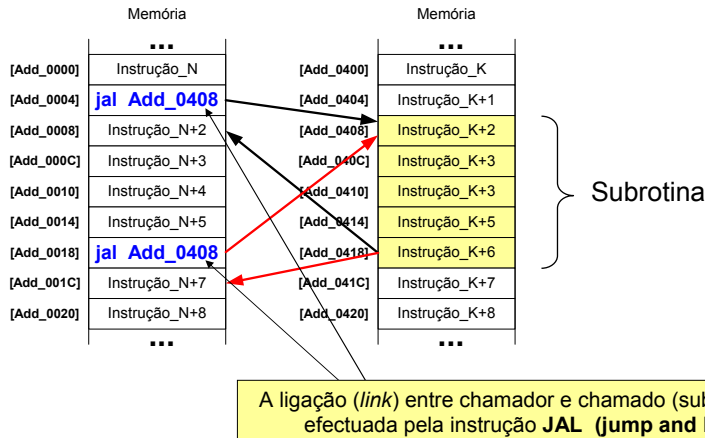 Memória
Memória
...
...
[Add_0000] Instrução_N [Add_0400] Instrução_K
[Add_0004] jal Add_0408 [Add_0404] Instrução_K+1
[Add_0008] Instrução_N+2 [Add_0408] Instrução_K+2
[Add_000C] Instrução_N+3 [Add_040C] Instrução_K+3
[Add_0010] Instrução_N+4 [Add_0410] Instrução_K+3
[Add_0014] Instrução_N+5 [Add_0414] Instrução_K+5
[Add_0018] jal Add_0408 [Add_0418] Instrução_K+6
[Add_001C] Instrução_N+7 [Add_041C] Instrução_K+7
[Add_0020] Instrução_N+8 [Add_0420] Instrução_K+8
...
...
Subrotina
A ligação (link) entre chamador e chamado (sub
efectuada pela instrução JAL (jump and